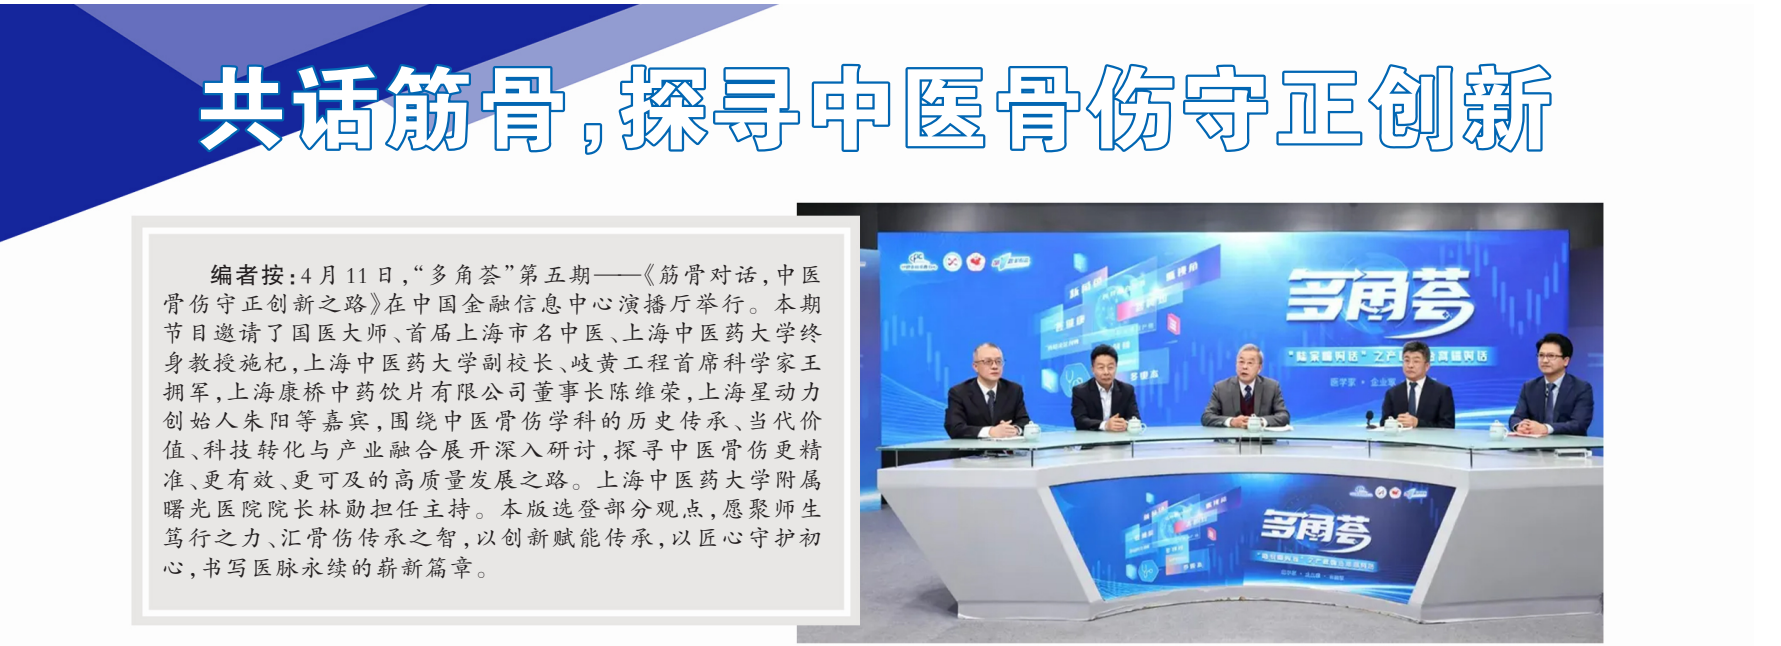 共话筋骨,探寻中医骨伤守正创新
编者按:4月11日,“多角荟”第五期——《筋骨对话,中医
骨伤守正创新之路》在中国金融信息中心演播厅举行。本期
节目邀请了国医大师、首届上海市名中医、上海中医药大学终
身教授施杞,上海中医药大学副校长、岐黄工程首席科学家王
拥军,上海康桥中药饮片有限公司董事长陈维荣,上海星动力
创始人朱阳等嘉宾,围绕中医骨伤学科的历史传承、当代价
值、科技转化与产业融合展开深入研讨,探寻中医骨伤更精
准、更有效、更可及的高质量发展之路。上海中医药大学附属
曙光医院院长林勋担任主持。本版选登部分观点,愿聚师生
笃行之力、汇骨伤传承之智,以创新赋能传承,以匠心守护初
心,书写医脉永续的崭新篇章。
多角荟
医学家·企业家
多角荟